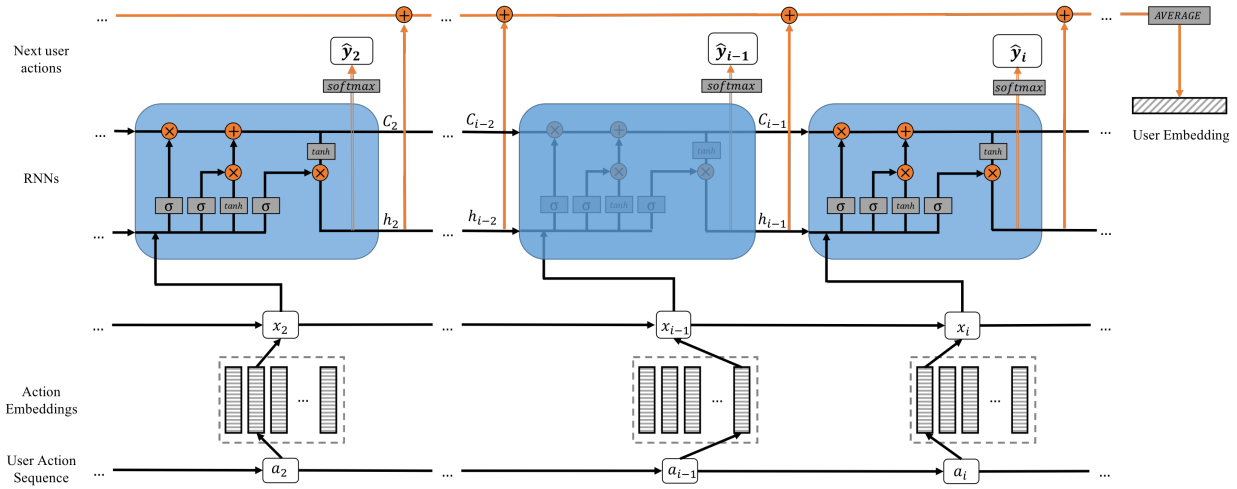 ... + ... + + + ... AVERAGE
Next user
actions
ŷ₂ ŷᵢ₋₁ ŷᵢ
softmax softmax softmax
User Embedding
... C₂ ... Cᵢ₋₂ Cᵢ₋₁ ...
× + × + × +
tanh tanh tanh
RNNs
× × × × × ×
σ σ tanh σ σ σ tanh σ σ σ tanh σ
... h₂ ... hᵢ₋₂ hᵢ₋₁ ...
... x₂ ... xᵢ₋₁ xᵢ ...
Action
Embeddings
... ... ...
User Action
Sequence
... a₂ ... aᵢ₋₁ aᵢ ...